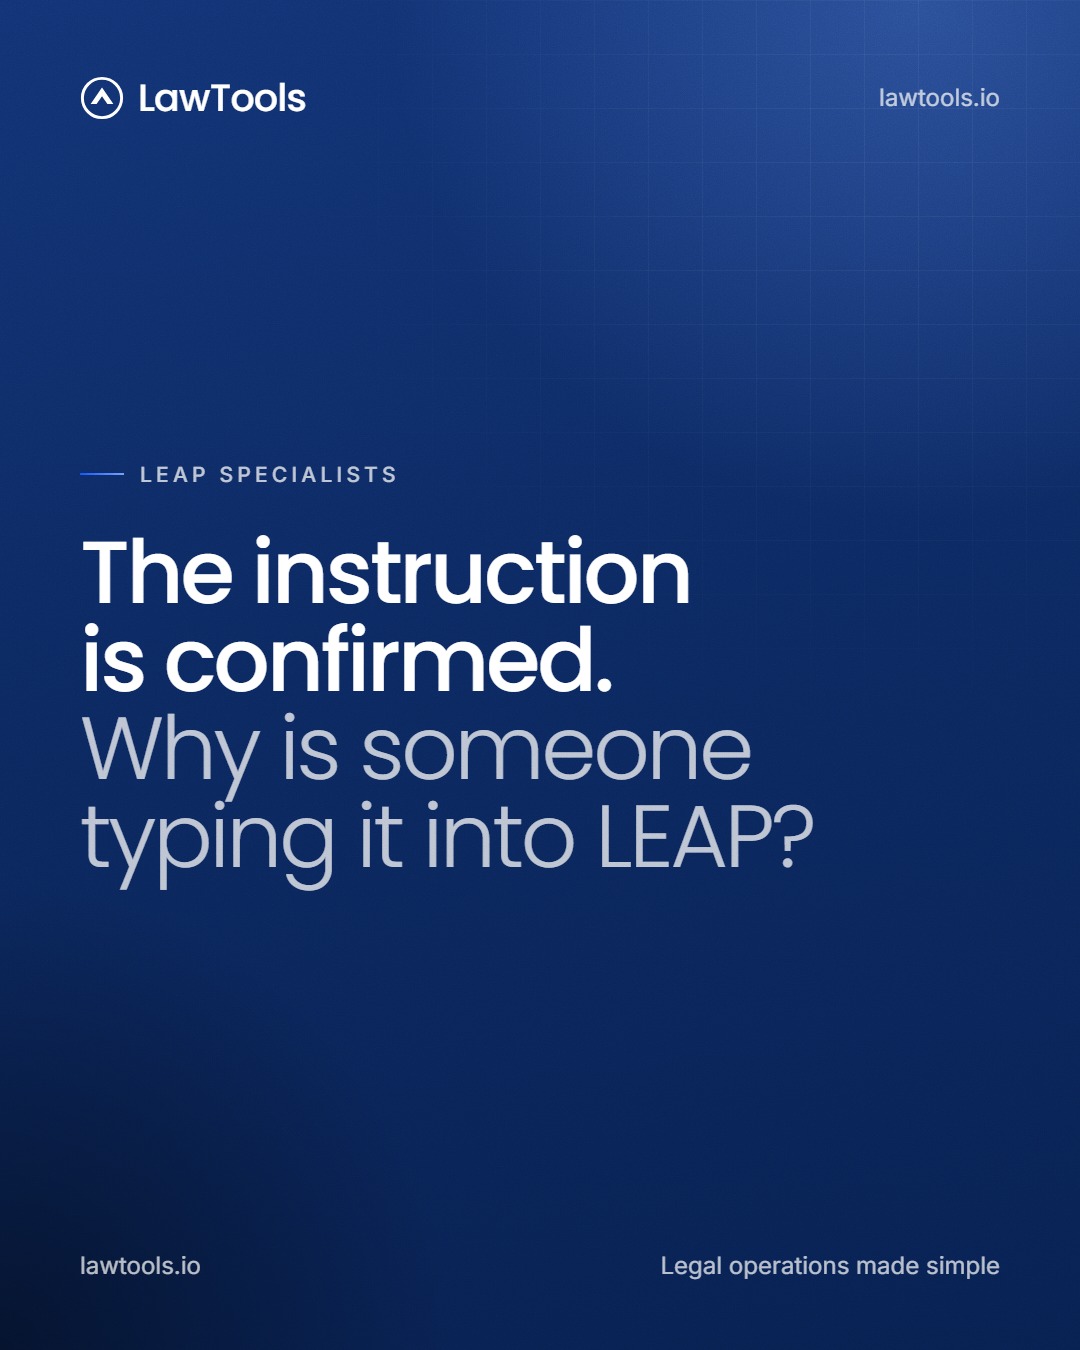 LawTools
lawtools.io
LEAP SPECIALISTS
The instruction
is confirmed.
Why is someone
typing it into LEAP?
lawtools.io
Legal operations made simple